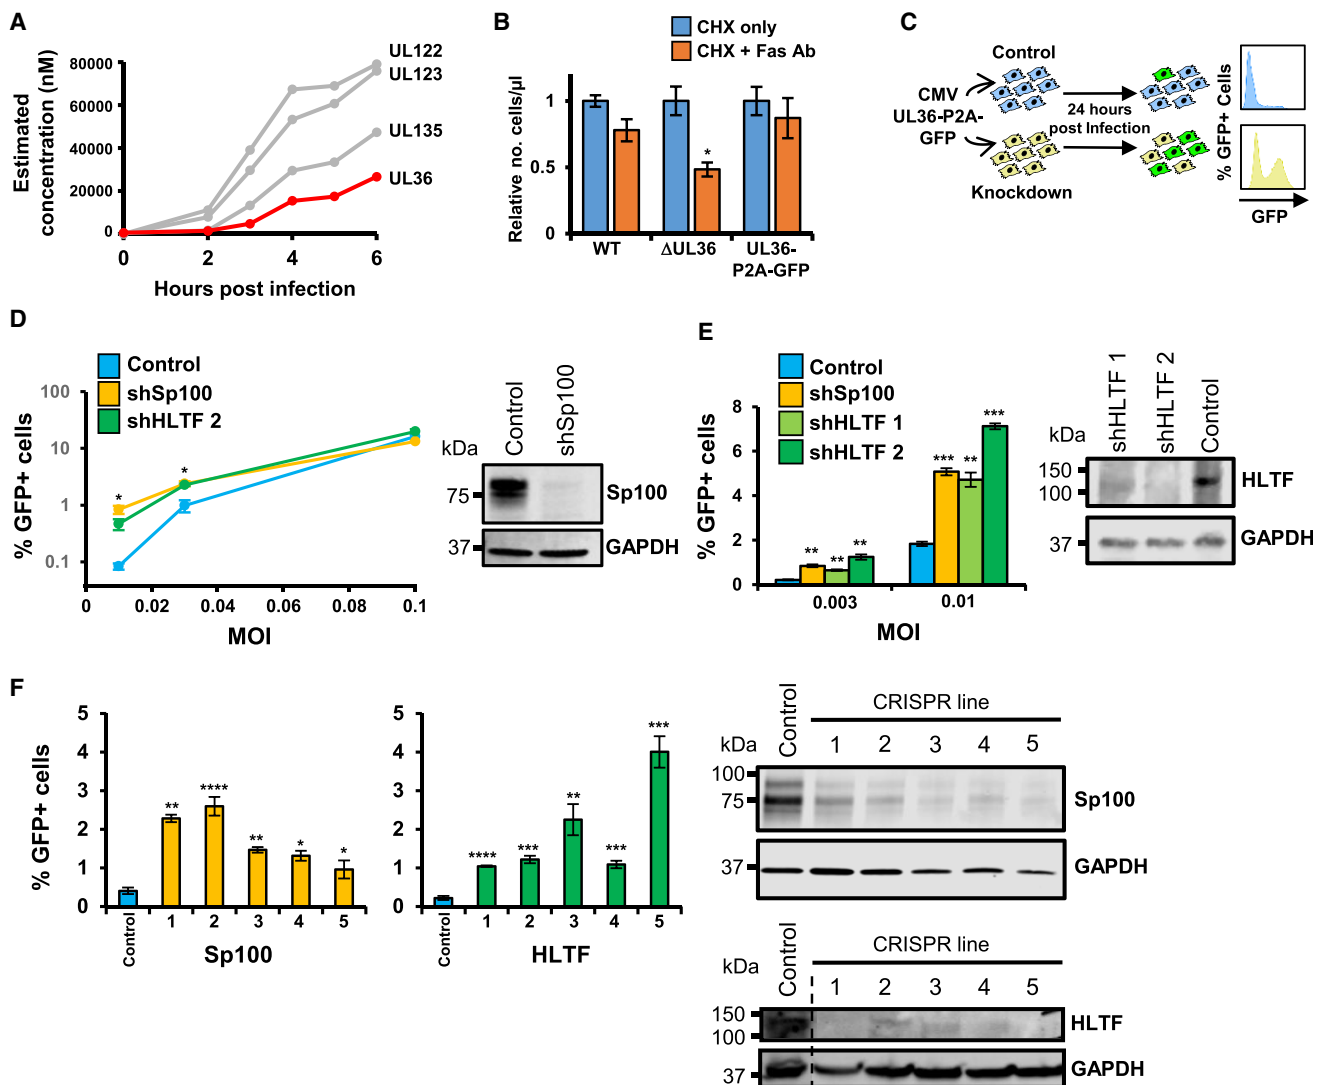 A
Estimated
concentration (nM)
80000
60000
40000
20000
0
0
2
4
6
Hours post infection
UL122
UL123
UL135
UL36
B
CHX only
CHX + Fas Ab
Relative no. cells/µl
1
0.5
0
*
WT
ΔUL36
UL36-
P2A-GFP
C
Control
CMV
UL36-P2A-
GFP
24 hours
post Infection
Knockdown
% GFP+ Cells
GFP
D
Control
shSp100
shHLTF 2
% GFP+ cells
100
10
1
0.1
*
*
0
0.02
0.04
0.06
0.08
0.1
MOI
Control
shSp100
kDa
75
Sp100
37
GAPDH
E
Control
shSp100
shHLTF 1
shHLTF 2
% GFP+ cells
8
6
4
2
0
**
**
**
***
**
***
0.003
0.01
MOI
shHLTF 1
shHLTF 2
Control
kDa
150
100
HLTF
37
GAPDH
F
% GFP+ cells
5
4
3
2
1
0
**
****
**
*
*
Control
1
2
3
4
5
Sp100
5
4
3
2
1
0
****
***
**
***
***
Control
1
2
3
4
5
HLTF
Control
CRISPR line
kDa
1
2
3
4
5
100
75
Sp100
37
GAPDH
Control
CRISPR line
kDa
1
2
3
4
5
150
100
HLTF
37
GAPDH